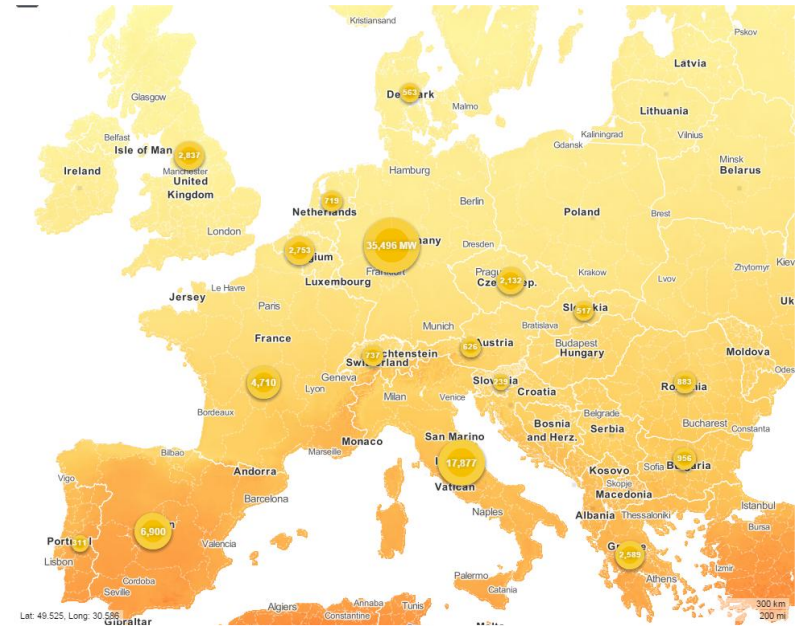 Kristiansand
Pskov
Latvia
563
Malmo
Glasgow
Lithuania
Kaliningrad
Vilnius
Belfast
Gdansk
Isle of Man
2,837
Minsk
Belarus
Manchester
Ireland
United
Kingdom
Hamburg
719
Netherlands
Berlin
Poland
Brest
London
35,496 MW
Dresden
2,753
Luxembourg
Krakow
Lvov
Zhytomyr
Kiev
2,132
Le Havre
Jersey
Paris
517
Uk
France
Munich
Bratislava
626
Austria
Budapest
Hungary
Moldova
737
Geneva
4,710
Lyon
Milan
Venice
Croatia
883
Odes
Bordeaux
Belgrade
Bucharest
Constanta
Bosnia
and Herz.
Serbia
San Marino
Monaco
Marseille
Bilbao
17,877
956
Sofia
Andorra
Kosovo
Skopje
Macedonia
Vigo
Vatican
Barcelona
Istanbul
Naples
Albania
Thessaloniki
Bursa
6,900
Valencia
Lisbon
2,589
Izmir
Palermo
Athens
Cordoba
Catania
Seville
300 km
200 mi
Lat: 49.525, Long: 30.586
Gibraltar
Algiers
Annaba
Constantine
Tunis